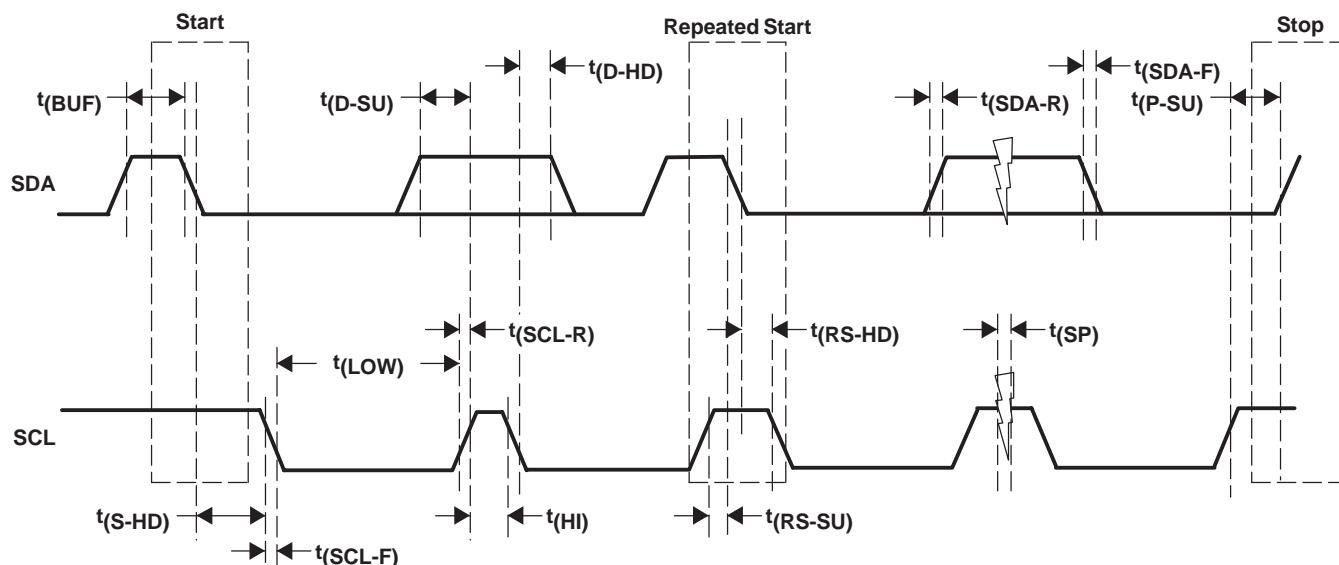 Start
Repeated Start
Stop
t(D-HD)
t(SDA-F)
t(BUF)
t(D-SU)
t(SDA-R)
t(P-SU)
SDA
t(SCL-R)
t(RS-HD)
t(SP)
t(LOW)
SCL
t(S-HD)
t(HI)
t(RS-SU)
t(SCL-F)